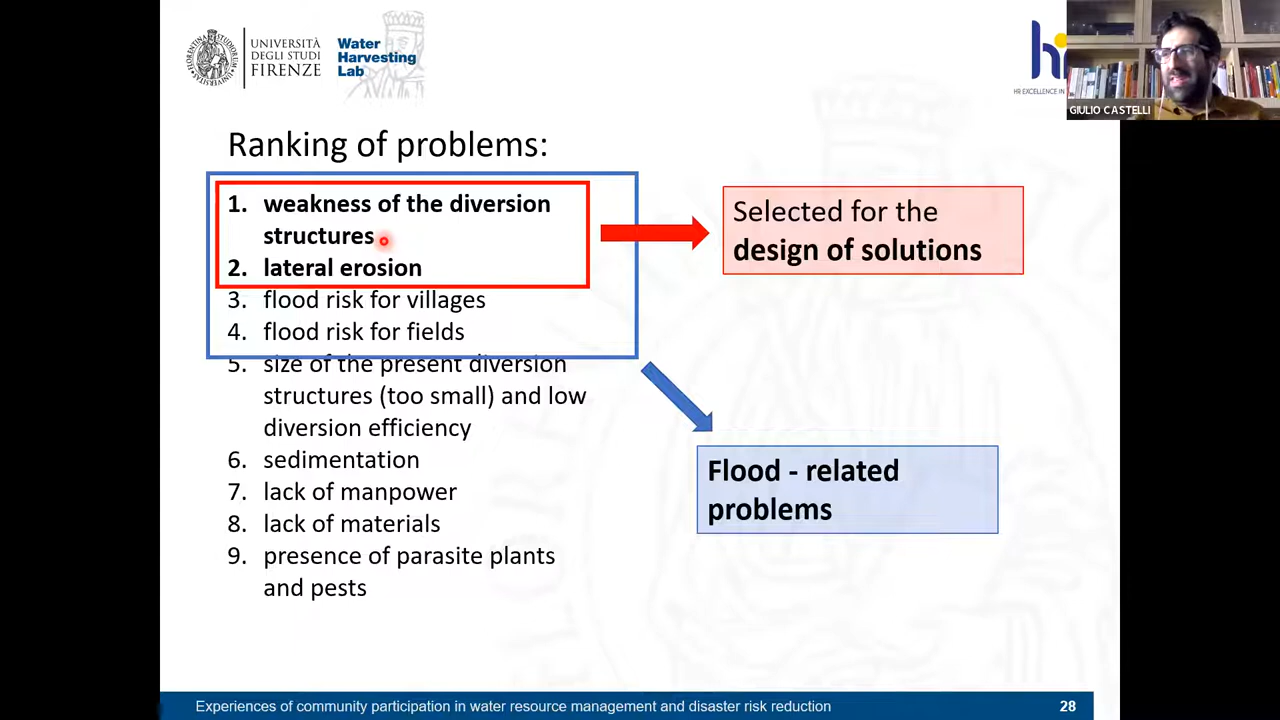 UNIVERSITÀ
DEGLI STUDI
FIRENZE
Water
Harvesting
Lab
HR EXCELLENCE IN
GIULIO CASTELLI
Ranking of problems:
1. weakness of the diversion
structures
2. lateral erosion
3. flood risk for villages
4. flood risk for fields
5. size of the present diversion
structures (too small) and low
diversion efficiency
6. sedimentation
7. lack of manpower
8. lack of materials
9. presence of parasite plants
and pests
Selected for the
design of solutions
Flood - related
problems
Experiences of community participation in water resource management and disaster risk reduction
28